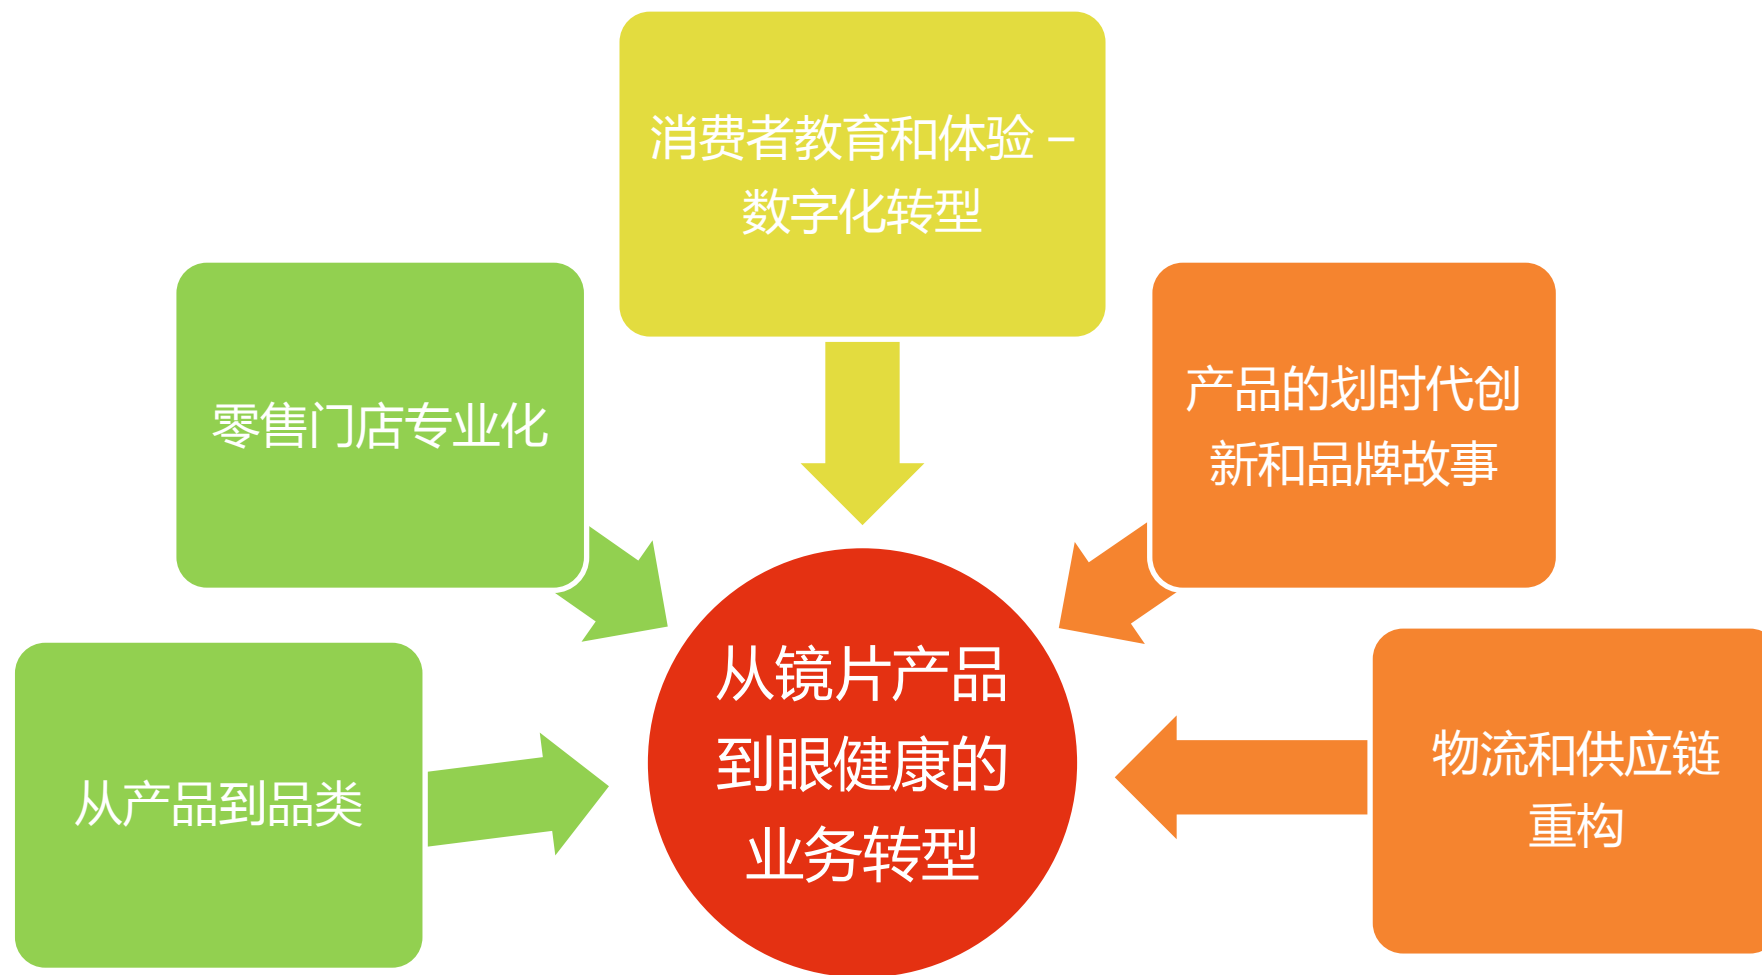 消费者教育和体验 –
数字化转型
零售门店专业化
产品的划时代创
新和品牌故事
从产品到品类
从镜片产品
到眼健康的
业务转型
物流和供应链
重构